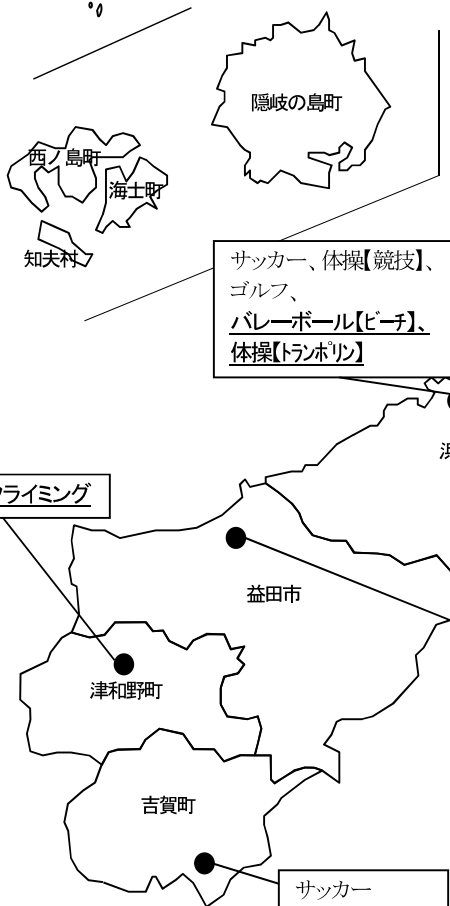 隠岐の島町
西ノ島町
海士町
知夫村
サッカー、体操【競技】、
ゴルフ、
バレーボール【ビーチ】、
体操【トランポリン】
浜
ライミング
益田市
津和野町
吉賀町
サッカー